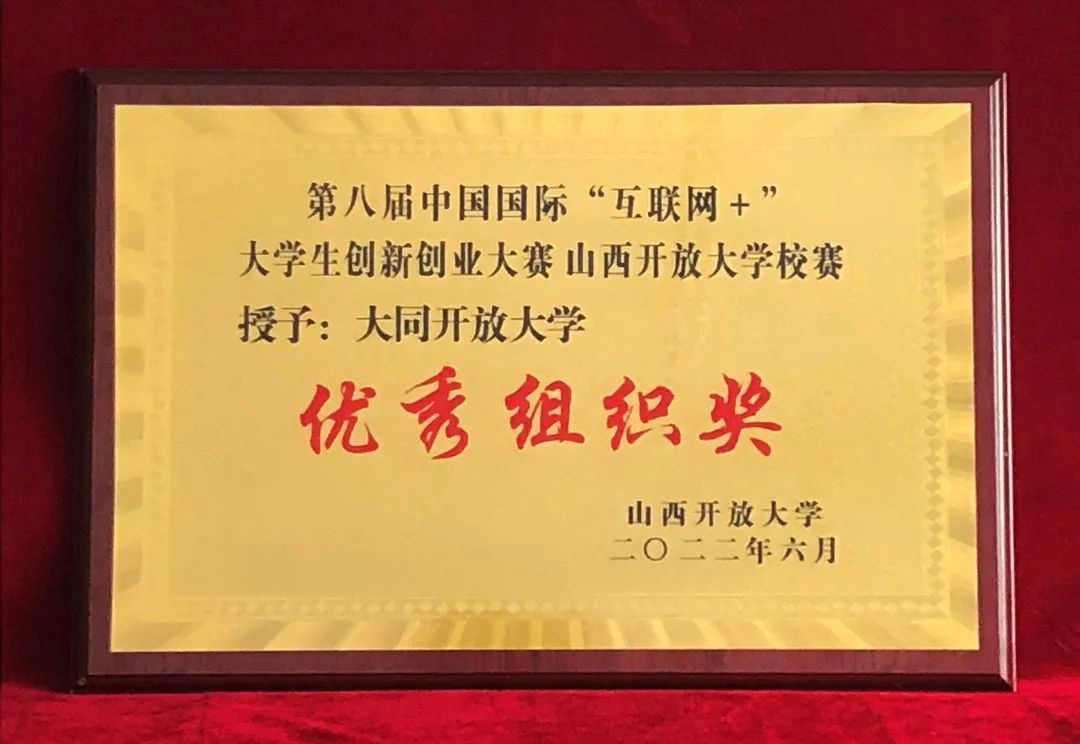 第八届中国国际“互联网+”
大学生创新创业大赛 山西开放大学校赛
授予：大同开放大学
优秀组织奖
山西开放大学
二〇二二年六月